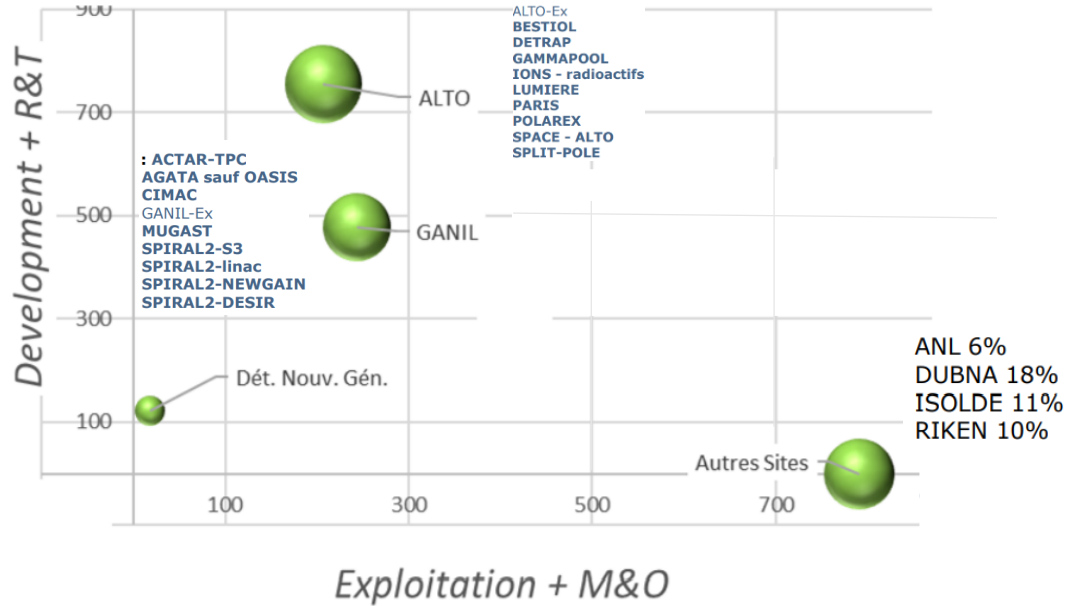 900
Development + R&T
ALTO-Ex
BESTIOL
DETRAP
GAMMAPOOL
IONS - radioactifs
LUMIERE
PARIS
POLAREX
SPACE - ALTO
SPLIT-POLE
ALTO
700
: ACTAR-TPC
AGATA sauf OASIS
CIMAC
GANIL-Ex
MUGAST
SPIRAL2-S3
SPIRAL2-linac
SPIRAL2-NEWGAIN
SPIRAL2-DESIR
500
GANIL
300
Dét. Nouv. Gén.
100
ANL 6%
DUBNA 18%
ISOLDE 11%
RIKEN 10%
Autres Sites
100 300 500 700
Exploitation + M&O